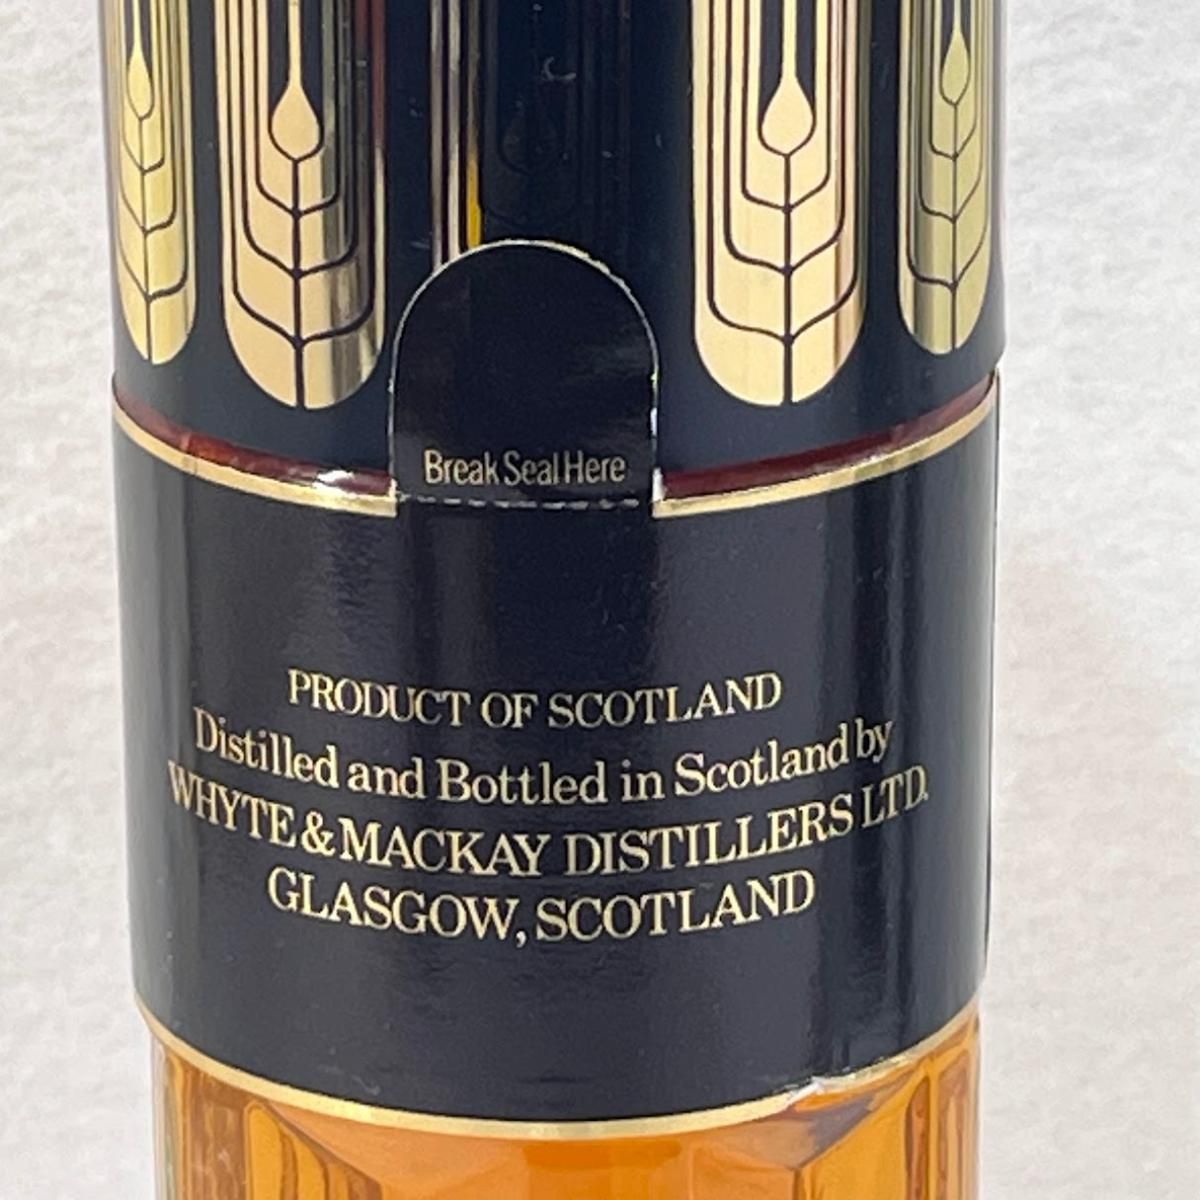 Break Seal Here
PRODUCT OF SCOTLAND
Distilled and Bottled in Scotland by
WHYTE & MACKAY DISTILLERS LTD.
GLASGOW, SCOTLAND